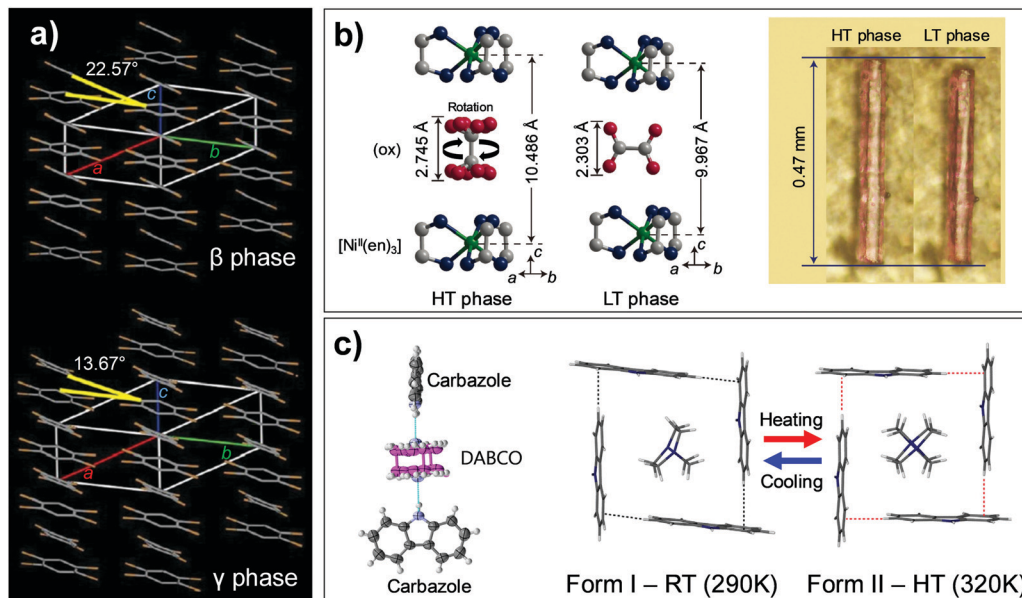 a)
22.57°
c
b
a
β phase
13.67°
c
b
a
γ phase
b)
Rotation
(ox)
2.745 Å
10.486 Å
2.303 Å
9.967 Å
[Niᴵᴵ(en)₃]
c
a
b
c
a
b
HT phase
LT phase
HT phase
LT phase
0.47 mm
c)
Carbazole
DABCO
Carbazole
Heating
Cooling
Form I – RT (290K)
Form II – HT (320K)